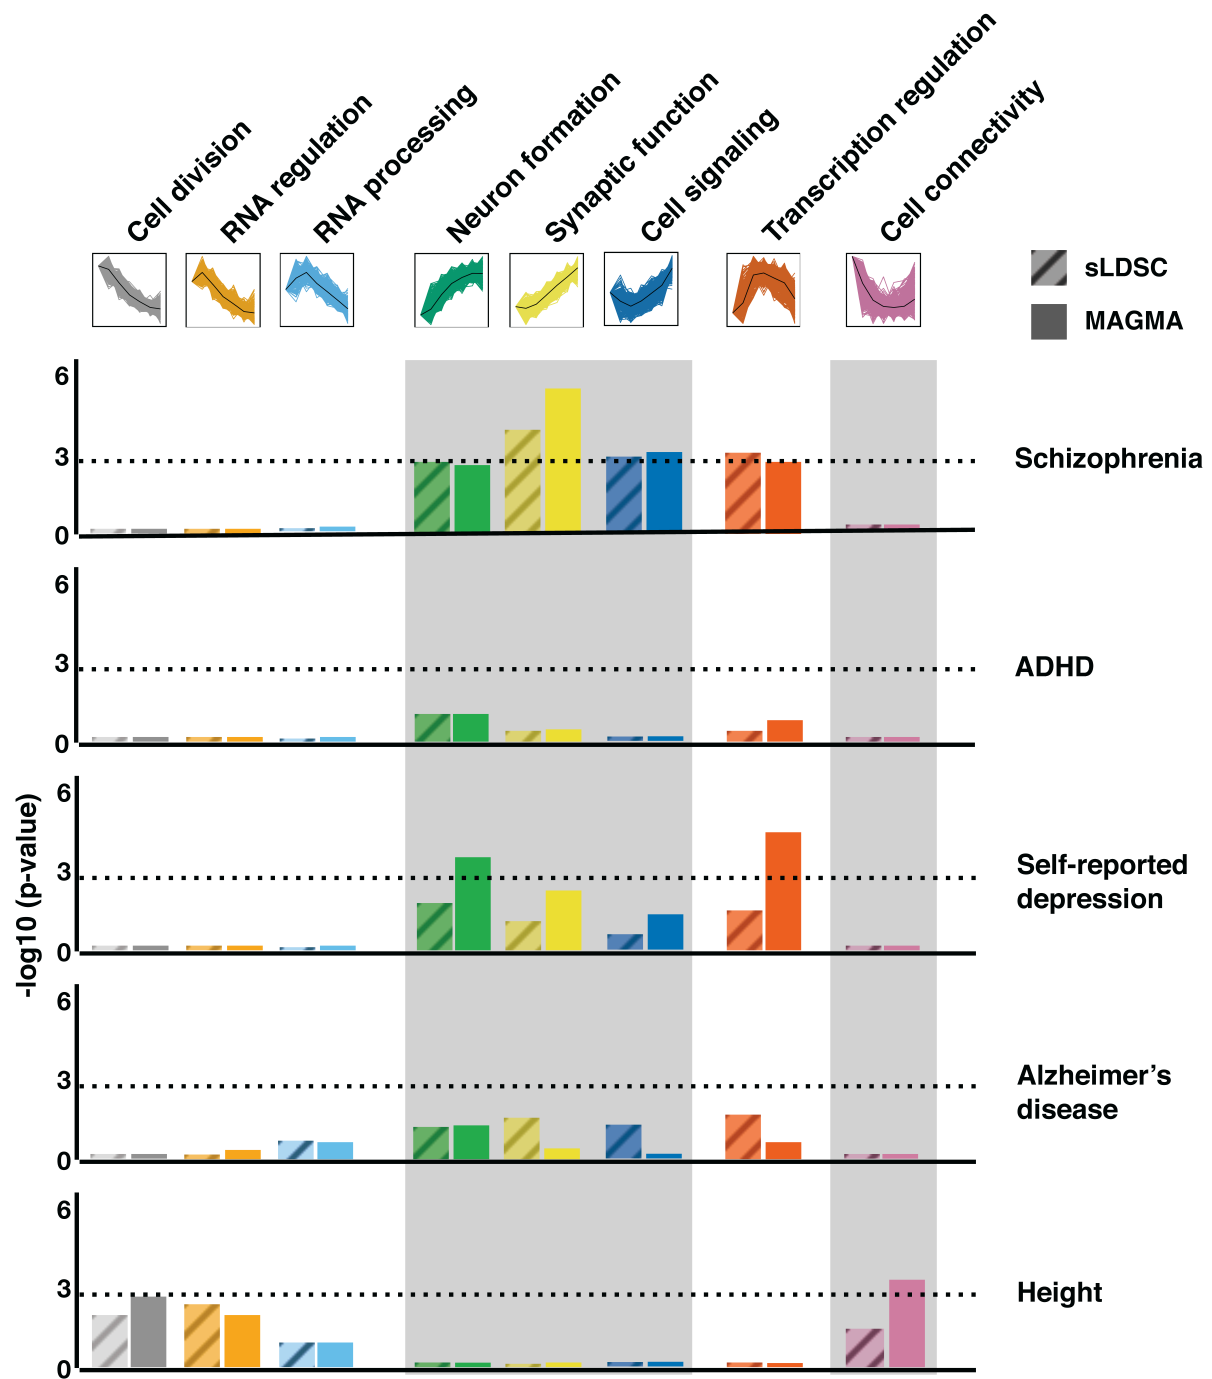 Cell division
RNA regulation
RNA processing
Neuron formation
Synaptic function
Cell signaling
Transcription regulation
Cell connectivity
sLDSC
MAGMA
-log10 (p-value)
6
3
0
Schizophrenia
6
3
0
ADHD
6
3
0
Self-reported
depression
6
3
0
Alzheimer's
disease
6
3
0
Height